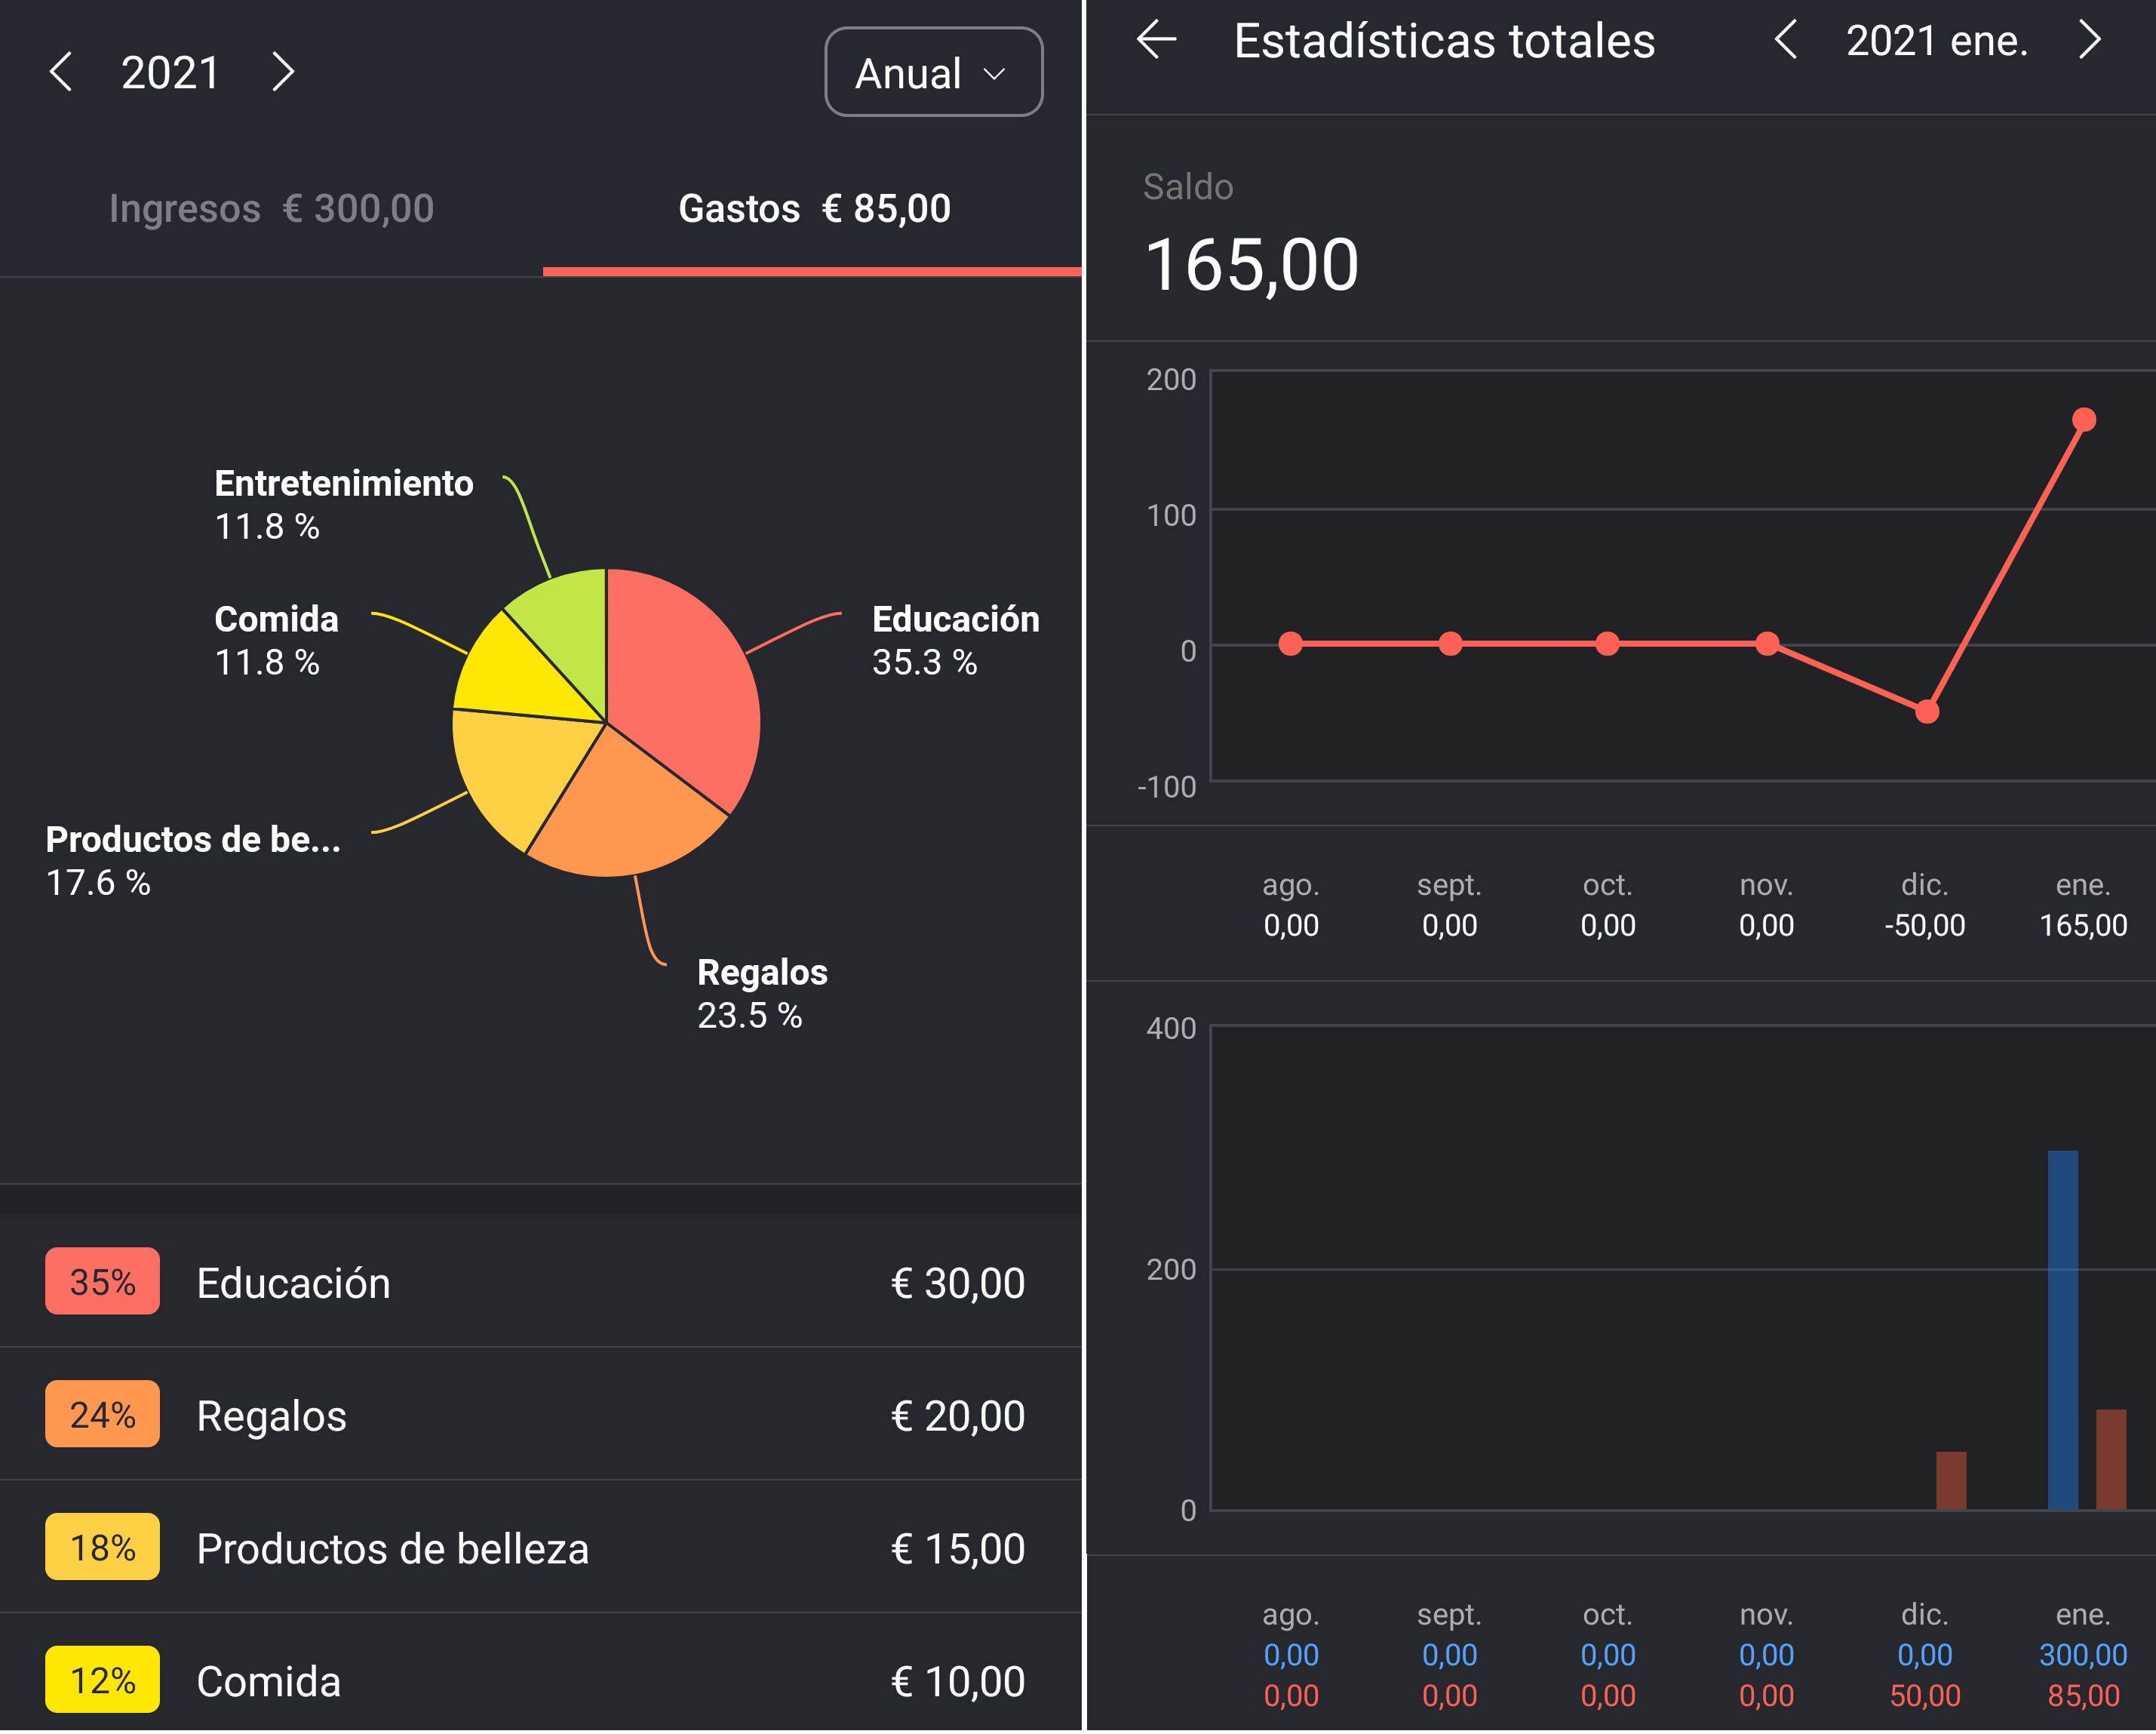 2021
Anual
Ingresos € 300,00
Gastos € 85,00
Entretenimiento
11.8 %
Comida
11.8 %
Educación
35.3 %
Productos de be...
17.6 %
Regalos
23.5 %
35% Educación € 30,00
24% Regalos € 20,00
18% Productos de belleza € 15,00
12% Comida € 10,00
Estadísticas totales 2021 ene.
Saldo
165,00
200
100
0
-100
ago. sept. oct. nov. dic. ene.
0,00 0,00 0,00 0,00 -50,00 165,00
400
200
0
ago. sept. oct. nov. dic. ene.
0,00 0,00 0,00 0,00 0,00 300,00
0,00 0,00 0,00 0,00 50,00 85,00